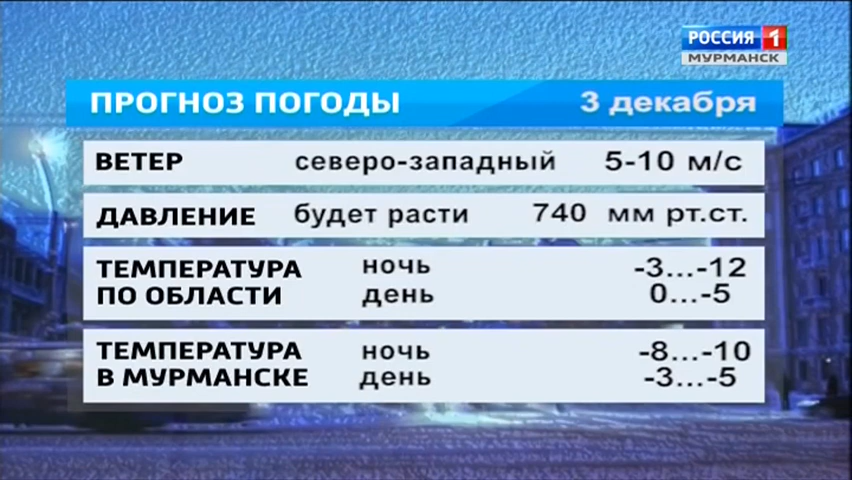 РОССИЯ 1
МУРМАНСК
ПРОГНОЗ ПОГОДЫ 3 декабря
ВЕТЕР северо-западный 5-10 м/с
ДАВЛЕНИЕ будет расти 740 мм рт.ст.
ТЕМПЕРАТУРА ночь -3...-12
ПО ОБЛАСТИ день 0...-5
ТЕМПЕРАТУРА ночь -8...-10
В МУРМАНСКЕ день -3...-5